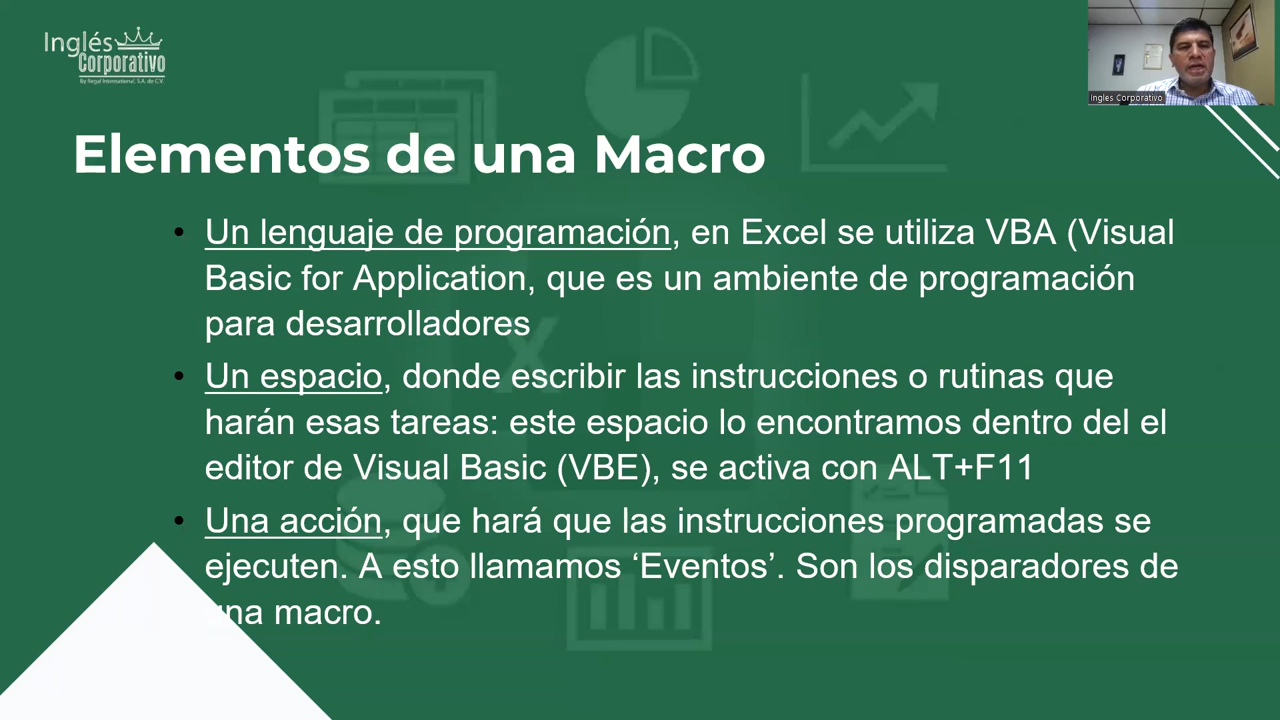 Inglés
Corporativo
By Regal International, S.A. de C.V.
Ingles Corporativo
Elementos de una Macro
• Un lenguaje de programación, en Excel se utiliza VBA (Visual
Basic for Application, que es un ambiente de programación
para desarrolladores
• Un espacio, donde escribir las instrucciones o rutinas que
harán esas tareas: este espacio lo encontramos dentro del el
editor de Visual Basic (VBE), se activa con ALT+F11
• Una acción, que hará que las instrucciones programadas se
ejecuten. A esto llamamos ‘Eventos’. Son los disparadores de
una macro.